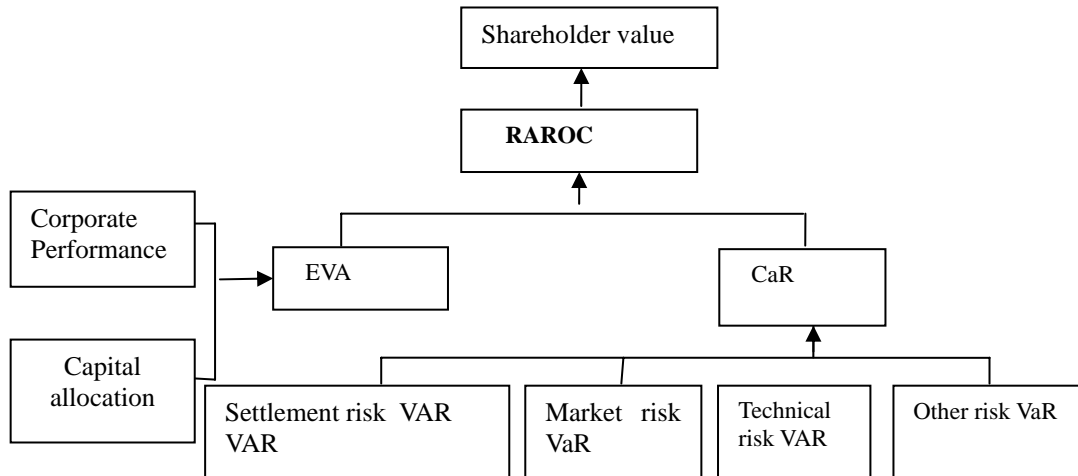 Shareholder value
RAROC
Corporate
Performance
EVA
CaR
Capital
allocation
Settlement risk VAR
VAR
Market risk
VaR
Technical
risk VAR
Other risk VaR